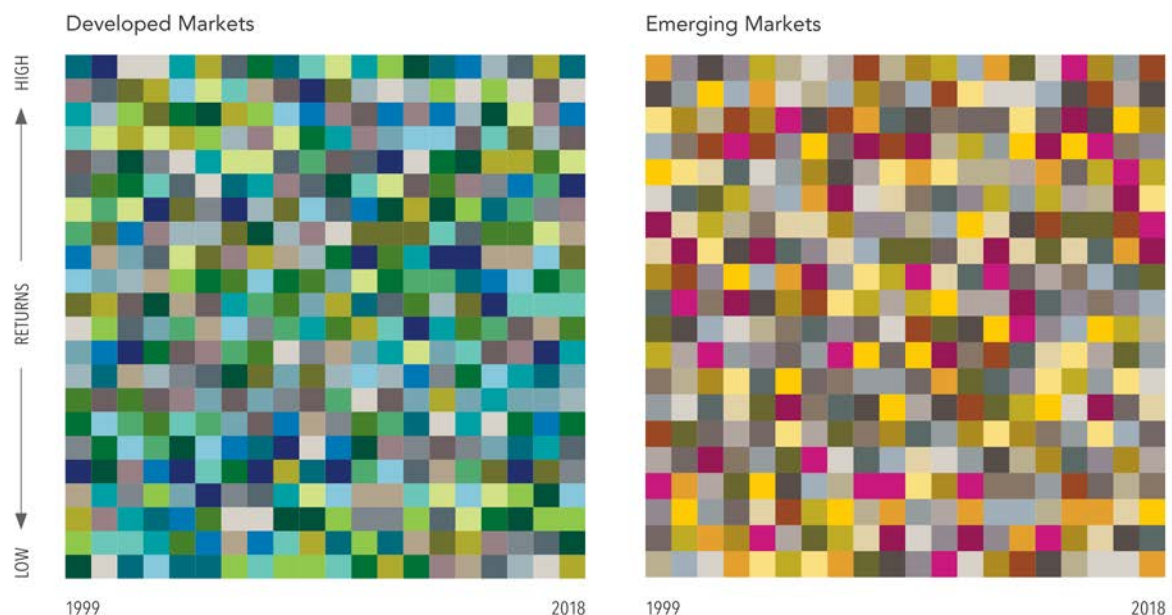 Developed Markets
Emerging Markets
HIGH
RETURNS
LOW
1999
2018
1999
2018